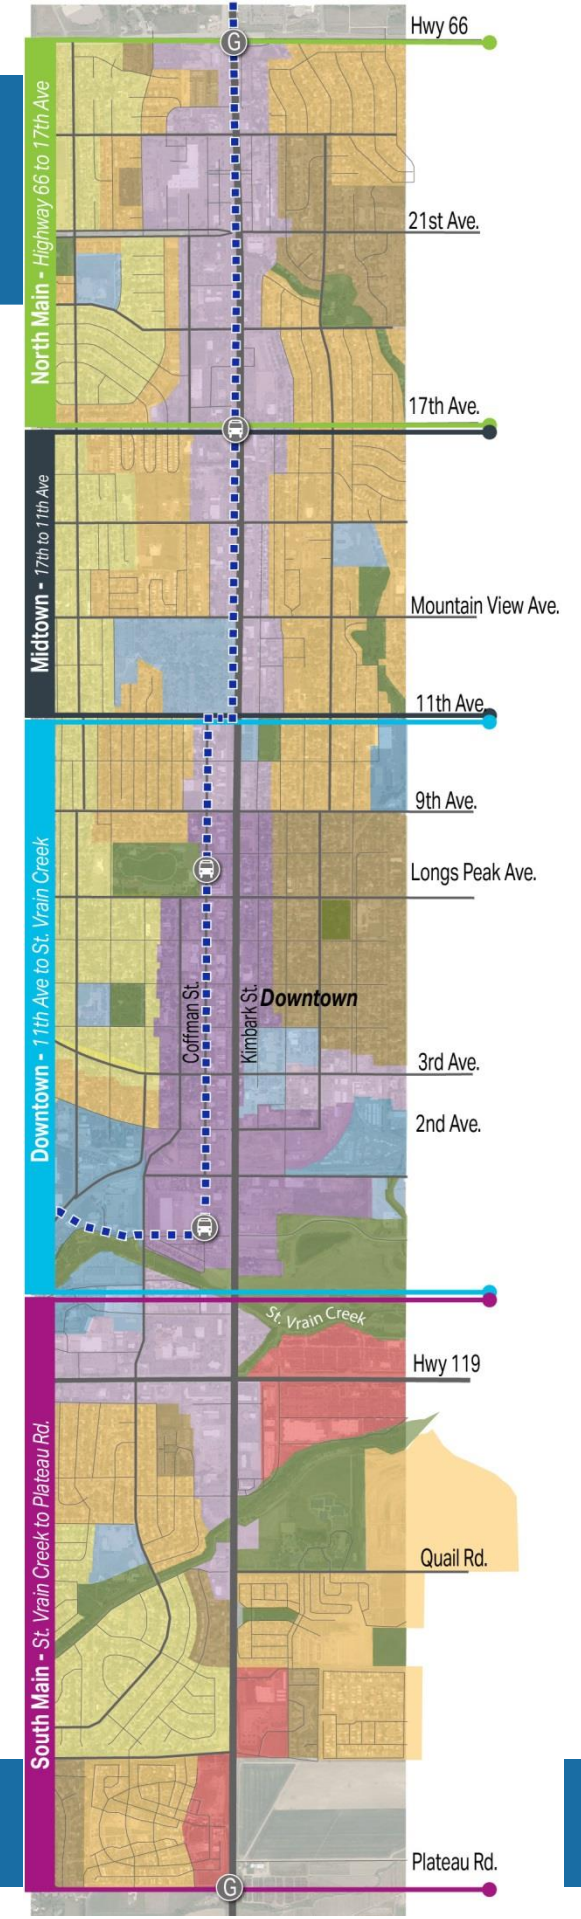 Hwy 66
G
North Main - Highway 66 to 17th Ave
21st Ave.
17th Ave.
Midtown - 17th to 11th Ave
Mountain View Ave.
11th Ave.
9th Ave.
Longs Peak Ave.
Downtown - 11th Ave to St. Vrain Creek
Coffman St.
Kimbark St.
Downtown
3rd Ave.
2nd Ave.
St. Vrain Creek
Hwy 119
South Main - St. Vrain Creek to Plateau Rd.
Quail Rd.
Plateau Rd.
G